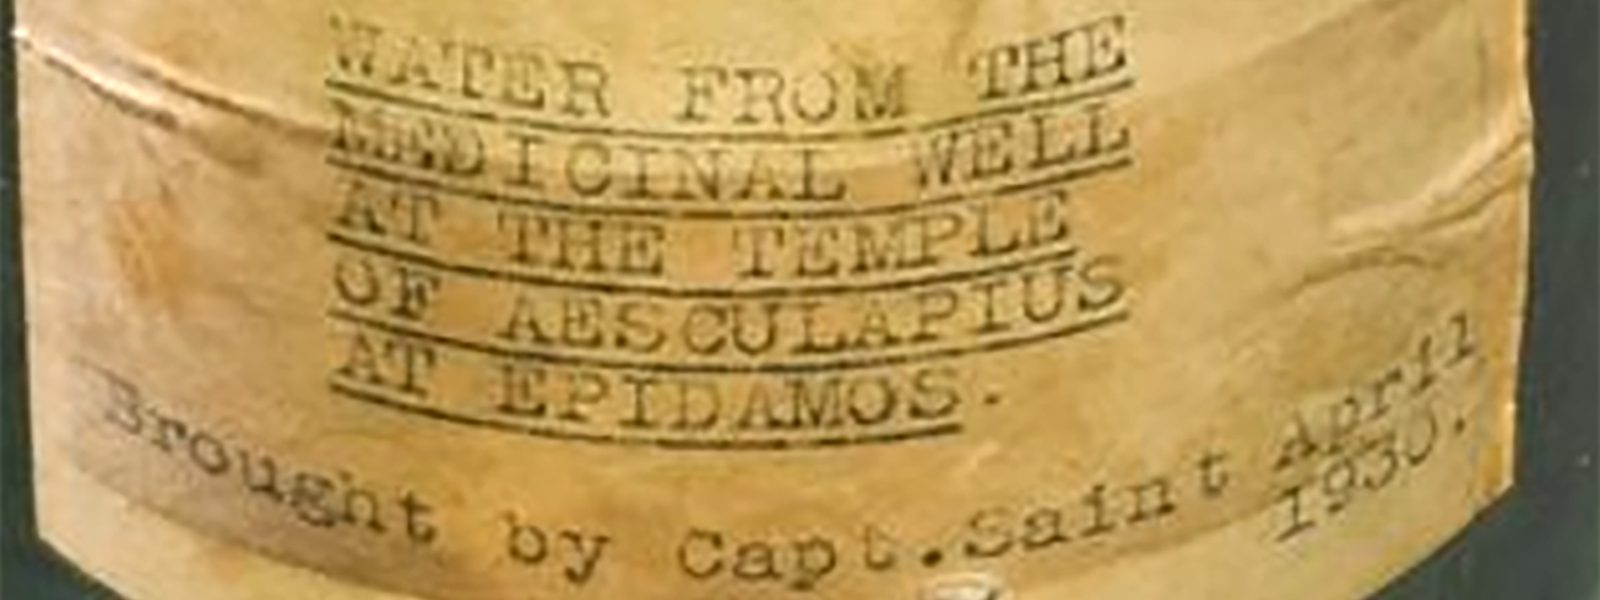 WATER FROM THE
MEDICINAL WELL
AT THE TEMPLE
OF AESCULAPIUS
AT EPIDAMOS.
Brought by Capt.Saint April
1930.